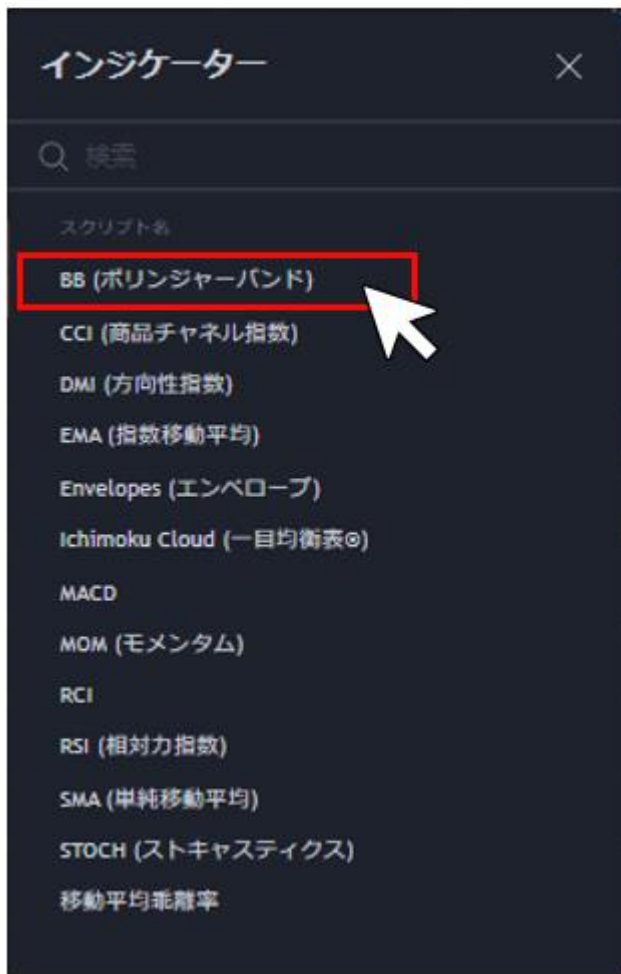 インジケーター
検索
スクリプト名
BB (ボリンジャーバンド)
CCI (商品チャネル指数)
DMI (方向性指数)
EMA (指数移動平均)
Envelopes (エンベロープ)
Ichimoku Cloud (一目均衡表®)
MACD
MOM (モメンタム)
RCI
RSI (相対力指数)
SMA (単純移動平均)
STOCH (ストキャスティクス)
移動平均乖離率